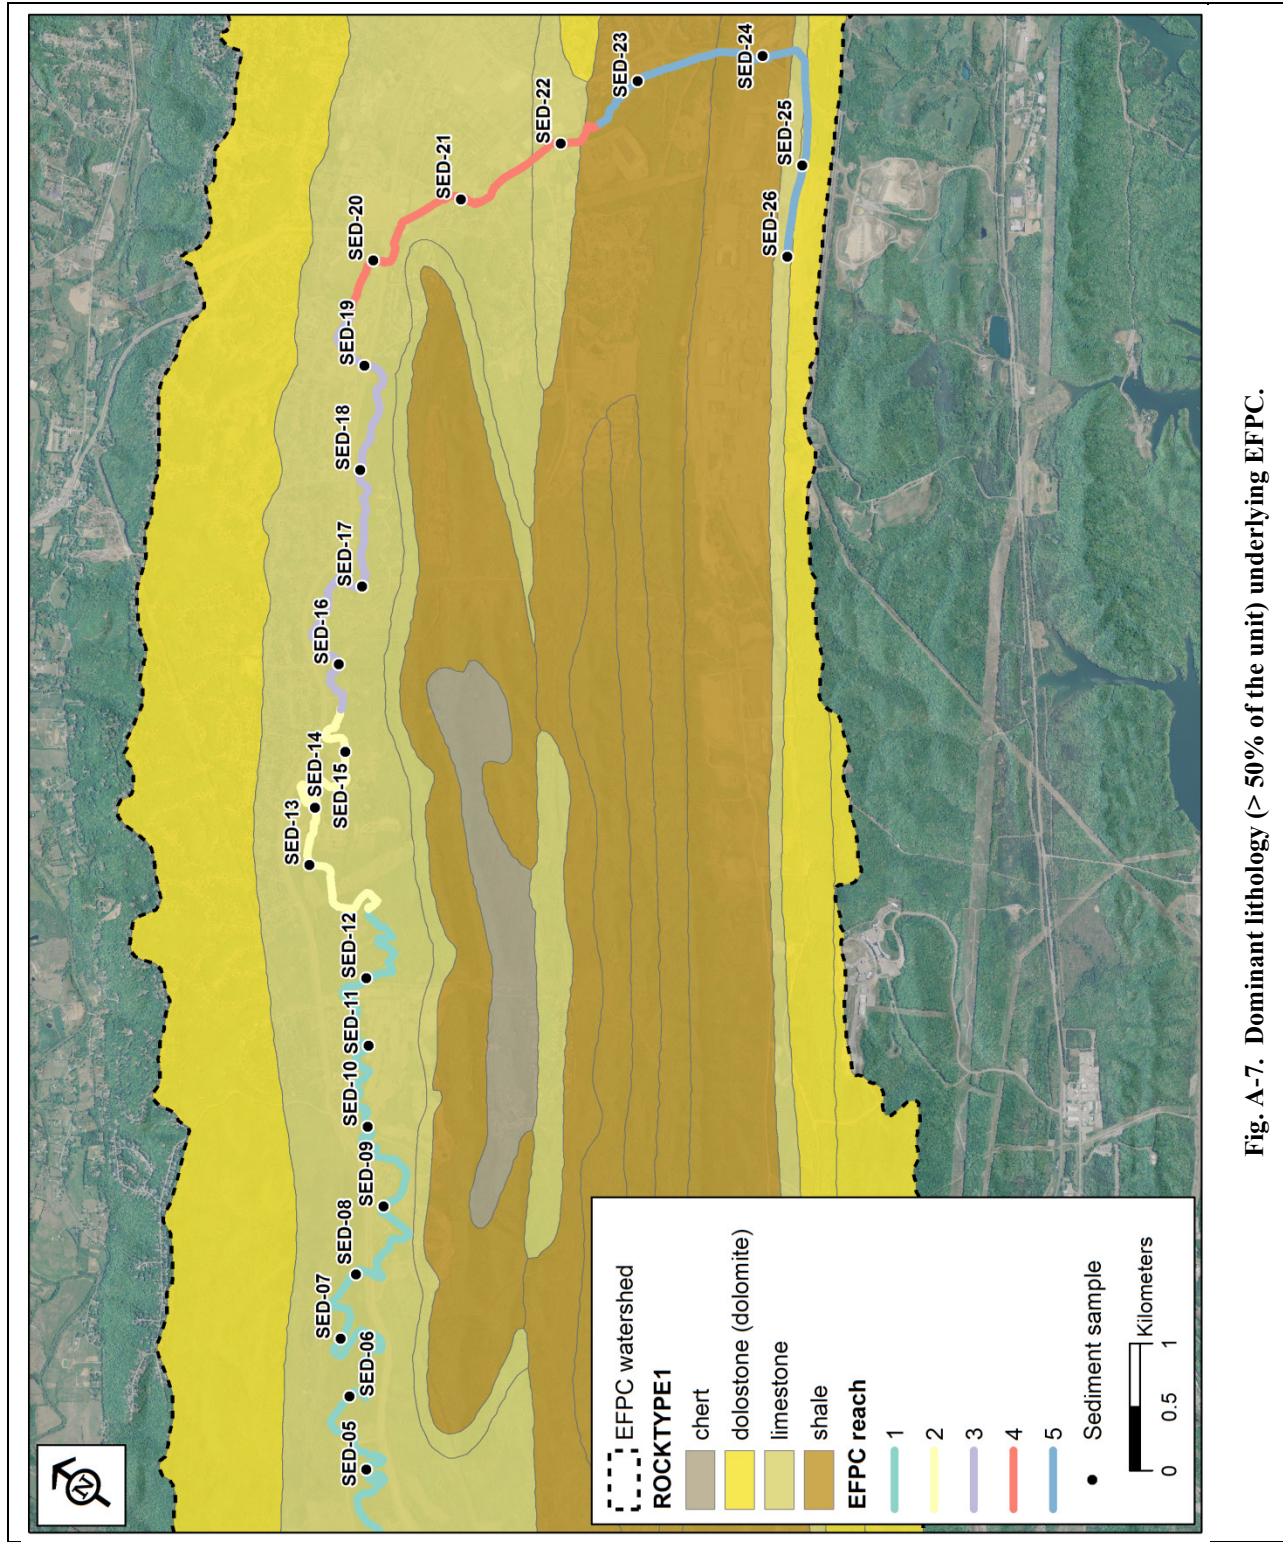 SED-05
SED-06
SED-07
SED-08
SED-09
SED-10
SED-11
SED-12
SED-13
SED-14
SED-15
SED-16
SED-17
SED-18
SED-19
SED-20
SED-21
SED-22
SED-23
SED-24
SED-25
SED-26
N
EFPC watershed
ROCKTYPE1
chert
dolostone (dolomite)
limestone
shale
EFPC reach
1
2
3
4
5
Sediment sample
0 0.5 1
Kilometers
Fig. A-7. Dominant lithology (> 50% of the unit) underlying EFPC.